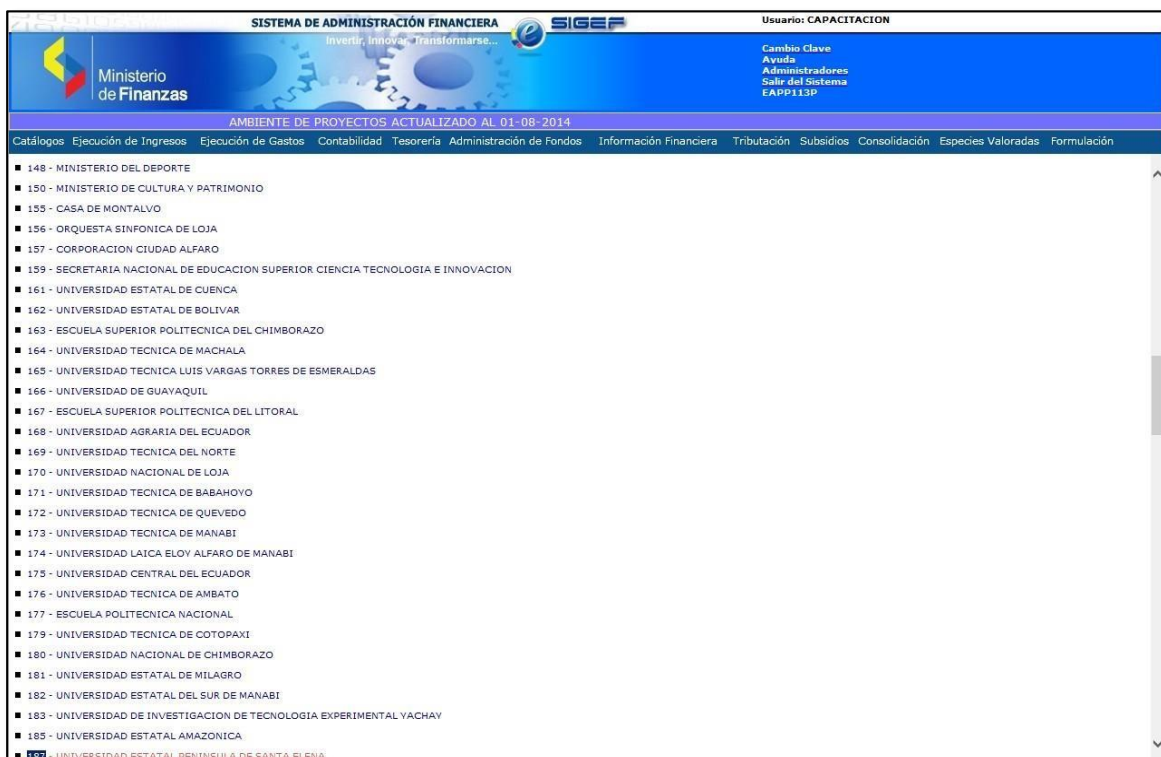 SISTEMA DE ADMINISTRACIÓN FINANCIERA
e SIGEF
Usuario: CAPACITACION
Invertir, Innovar, Transformarse...
Ministerio
de Finanzas
Cambio Clave
Ayuda
Administradores
Salir del Sistema
EAPP113P
AMBIENTE DE PROYECTOS ACTUALIZADO AL 01-08-2014
Catálogos Ejecución de Ingresos Ejecución de Gastos Contabilidad Tesorería Administración de Fondos Información Financiera Tributación Subsidios Consolidación Especies Valoradas Formulación
148 - MINISTERIO DEL DEPORTE
150 - MINISTERIO DE CULTURA Y PATRIMONIO
155 - CASA DE MONTALVO
156 - ORQUESTA SINFONICA DE LOJA
157 - CORPORACION CIUDAD ALFARO
159 - SECRETARIA NACIONAL DE EDUCACION SUPERIOR CIENCIA TECNOLOGIA E INNOVACION
161 - UNIVERSIDAD ESTATAL DE CUENCA
162 - UNIVERSIDAD ESTATAL DE BOLIVAR
163 - ESCUELA SUPERIOR POLITECNICA DEL CHIMBORAZO
164 - UNIVERSIDAD TECNICA DE MACHALA
165 - UNIVERSIDAD TECNICA LUIS VARGAS TORRES DE ESMERALDAS
166 - UNIVERSIDAD DE GUAYAQUIL
167 - ESCUELA SUPERIOR POLITECNICA DEL LITORAL
168 - UNIVERSIDAD AGRARIA DEL ECUADOR
169 - UNIVERSIDAD TECNICA DEL NORTE
170 - UNIVERSIDAD NACIONAL DE LOJA
171 - UNIVERSIDAD TECNICA DE BABAHOYO
172 - UNIVERSIDAD TECNICA DE QUEVEDO
173 - UNIVERSIDAD TECNICA DE MANABI
174 - UNIVERSIDAD LAICA ELOY ALFARO DE MANABI
175 - UNIVERSIDAD CENTRAL DEL ECUADOR
176 - UNIVERSIDAD TECNICA DE AMBATO
177 - ESCUELA POLITECNICA NACIONAL
179 - UNIVERSIDAD TECNICA DE COTOPAXI
180 - UNIVERSIDAD NACIONAL DE CHIMBORAZO
181 - UNIVERSIDAD ESTATAL DE MILAGRO
182 - UNIVERSIDAD ESTATAL DEL SUR DE MANABI
183 - UNIVERSIDAD DE INVESTIGACION DE TECNOLOGIA EXPERIMENTAL YACHAY
185 - UNIVERSIDAD ESTATAL AMAZONICA
187 - UNIVERSIDAD ESTATAL PENINSULA DE SANTA ELENA